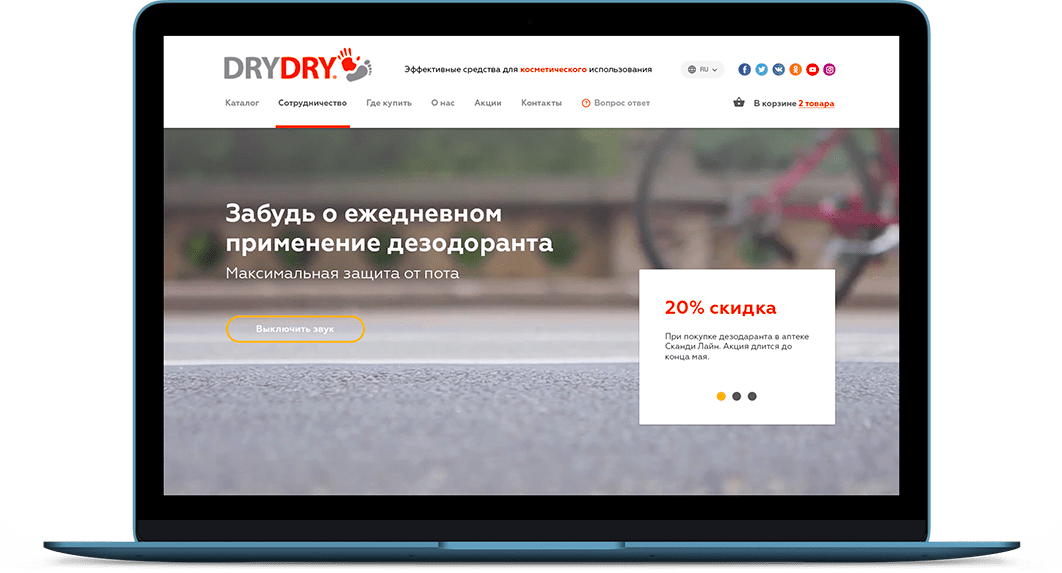 DRYDRY
Эффективные средства для косметического использования
RU
Каталог
Сотрудничество
Где купить
О нас
Акции
Контакты
Вопрос ответ
В корзине 2 товара
Забудь о ежедневном
применение дезодоранта
Максимальная защита от пота
Выключить звук
20% скидка
При покупке дезодаранта в аптеке
Сканди Лайн. Акция длится до
конца мая.